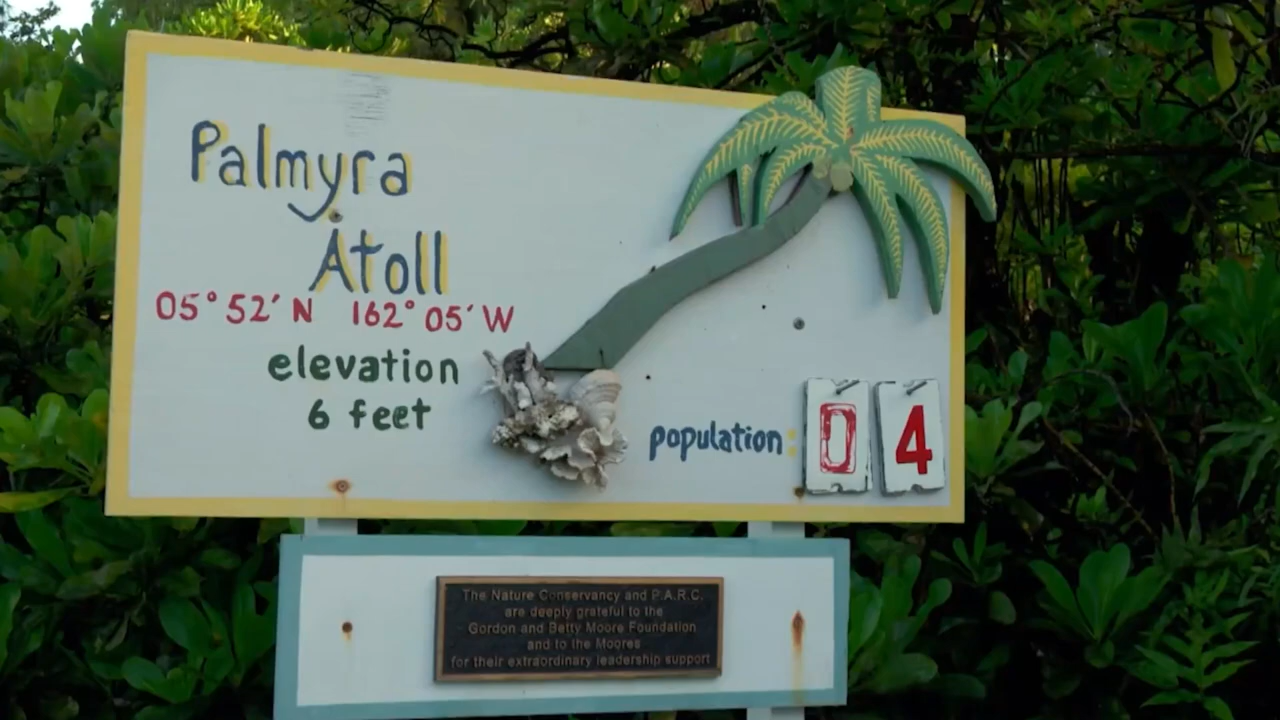 Palmyra
Atoll
05° 52' N 162° 05' W
elevation
6 feet
population: 04
The Nature Conservancy and P.A.R.C.
are deeply grateful to the
Gordon and Betty Moore Foundation
and to the Moores
for their extraordinary leadership support